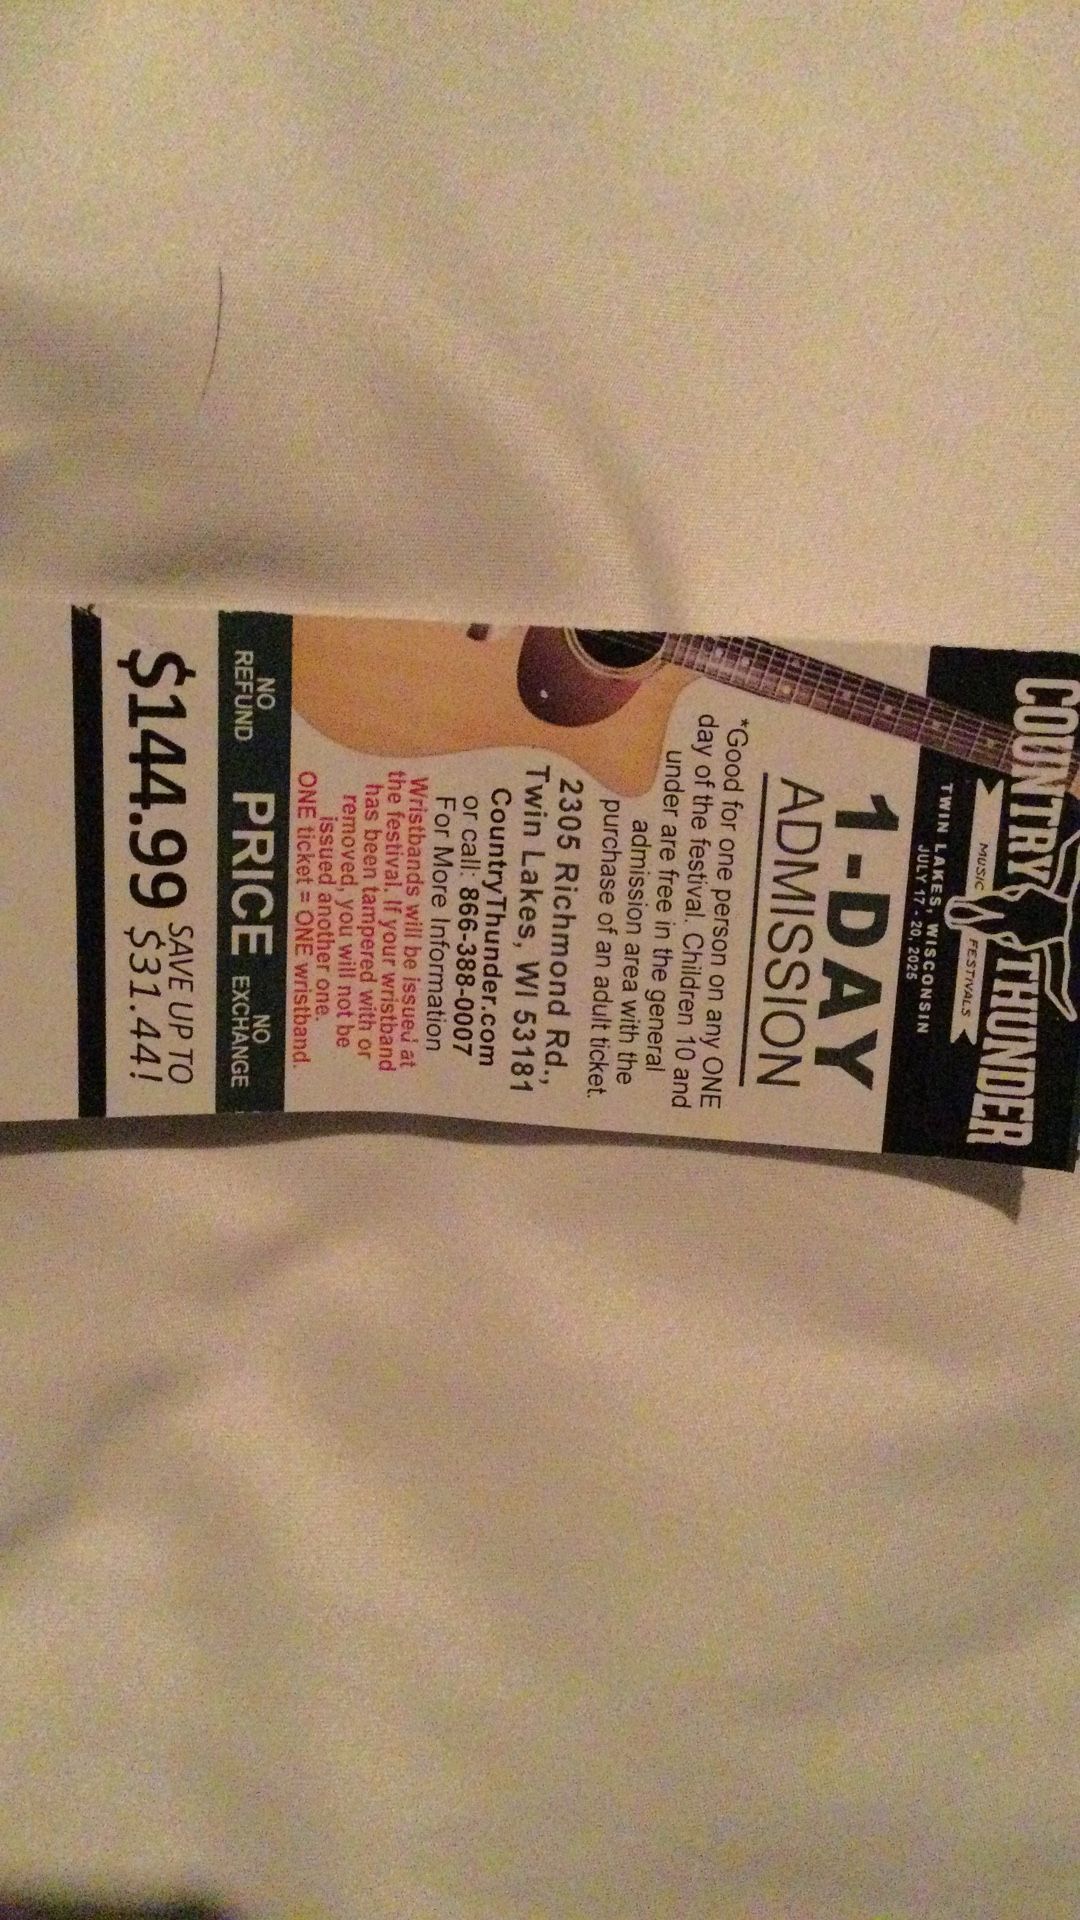 COUNTRY THUNDER
MUSIC FESTIVALS
TWIN LAKES, WISCONSIN
JULY 17 - 20, 2025
1-DAY
ADMISSION
*Good for one person on any ONE
day of the festival. Children 10 and
under are free in the general
admission area with the
purchase of an adult ticket.
2305 Richmond Rd.,
Twin Lakes, WI 53181
CountryThunder.com
or call: 866-388-0007
For More Information
Wristbands will be issued at
the festival. If your wristband
has been tampered with or
removed, you will not be
issued another one.
ONE ticket = ONE wristband.
NO REFUND PRICE NO EXCHANGE
$144.99 SAVE UP TO
$31.44!